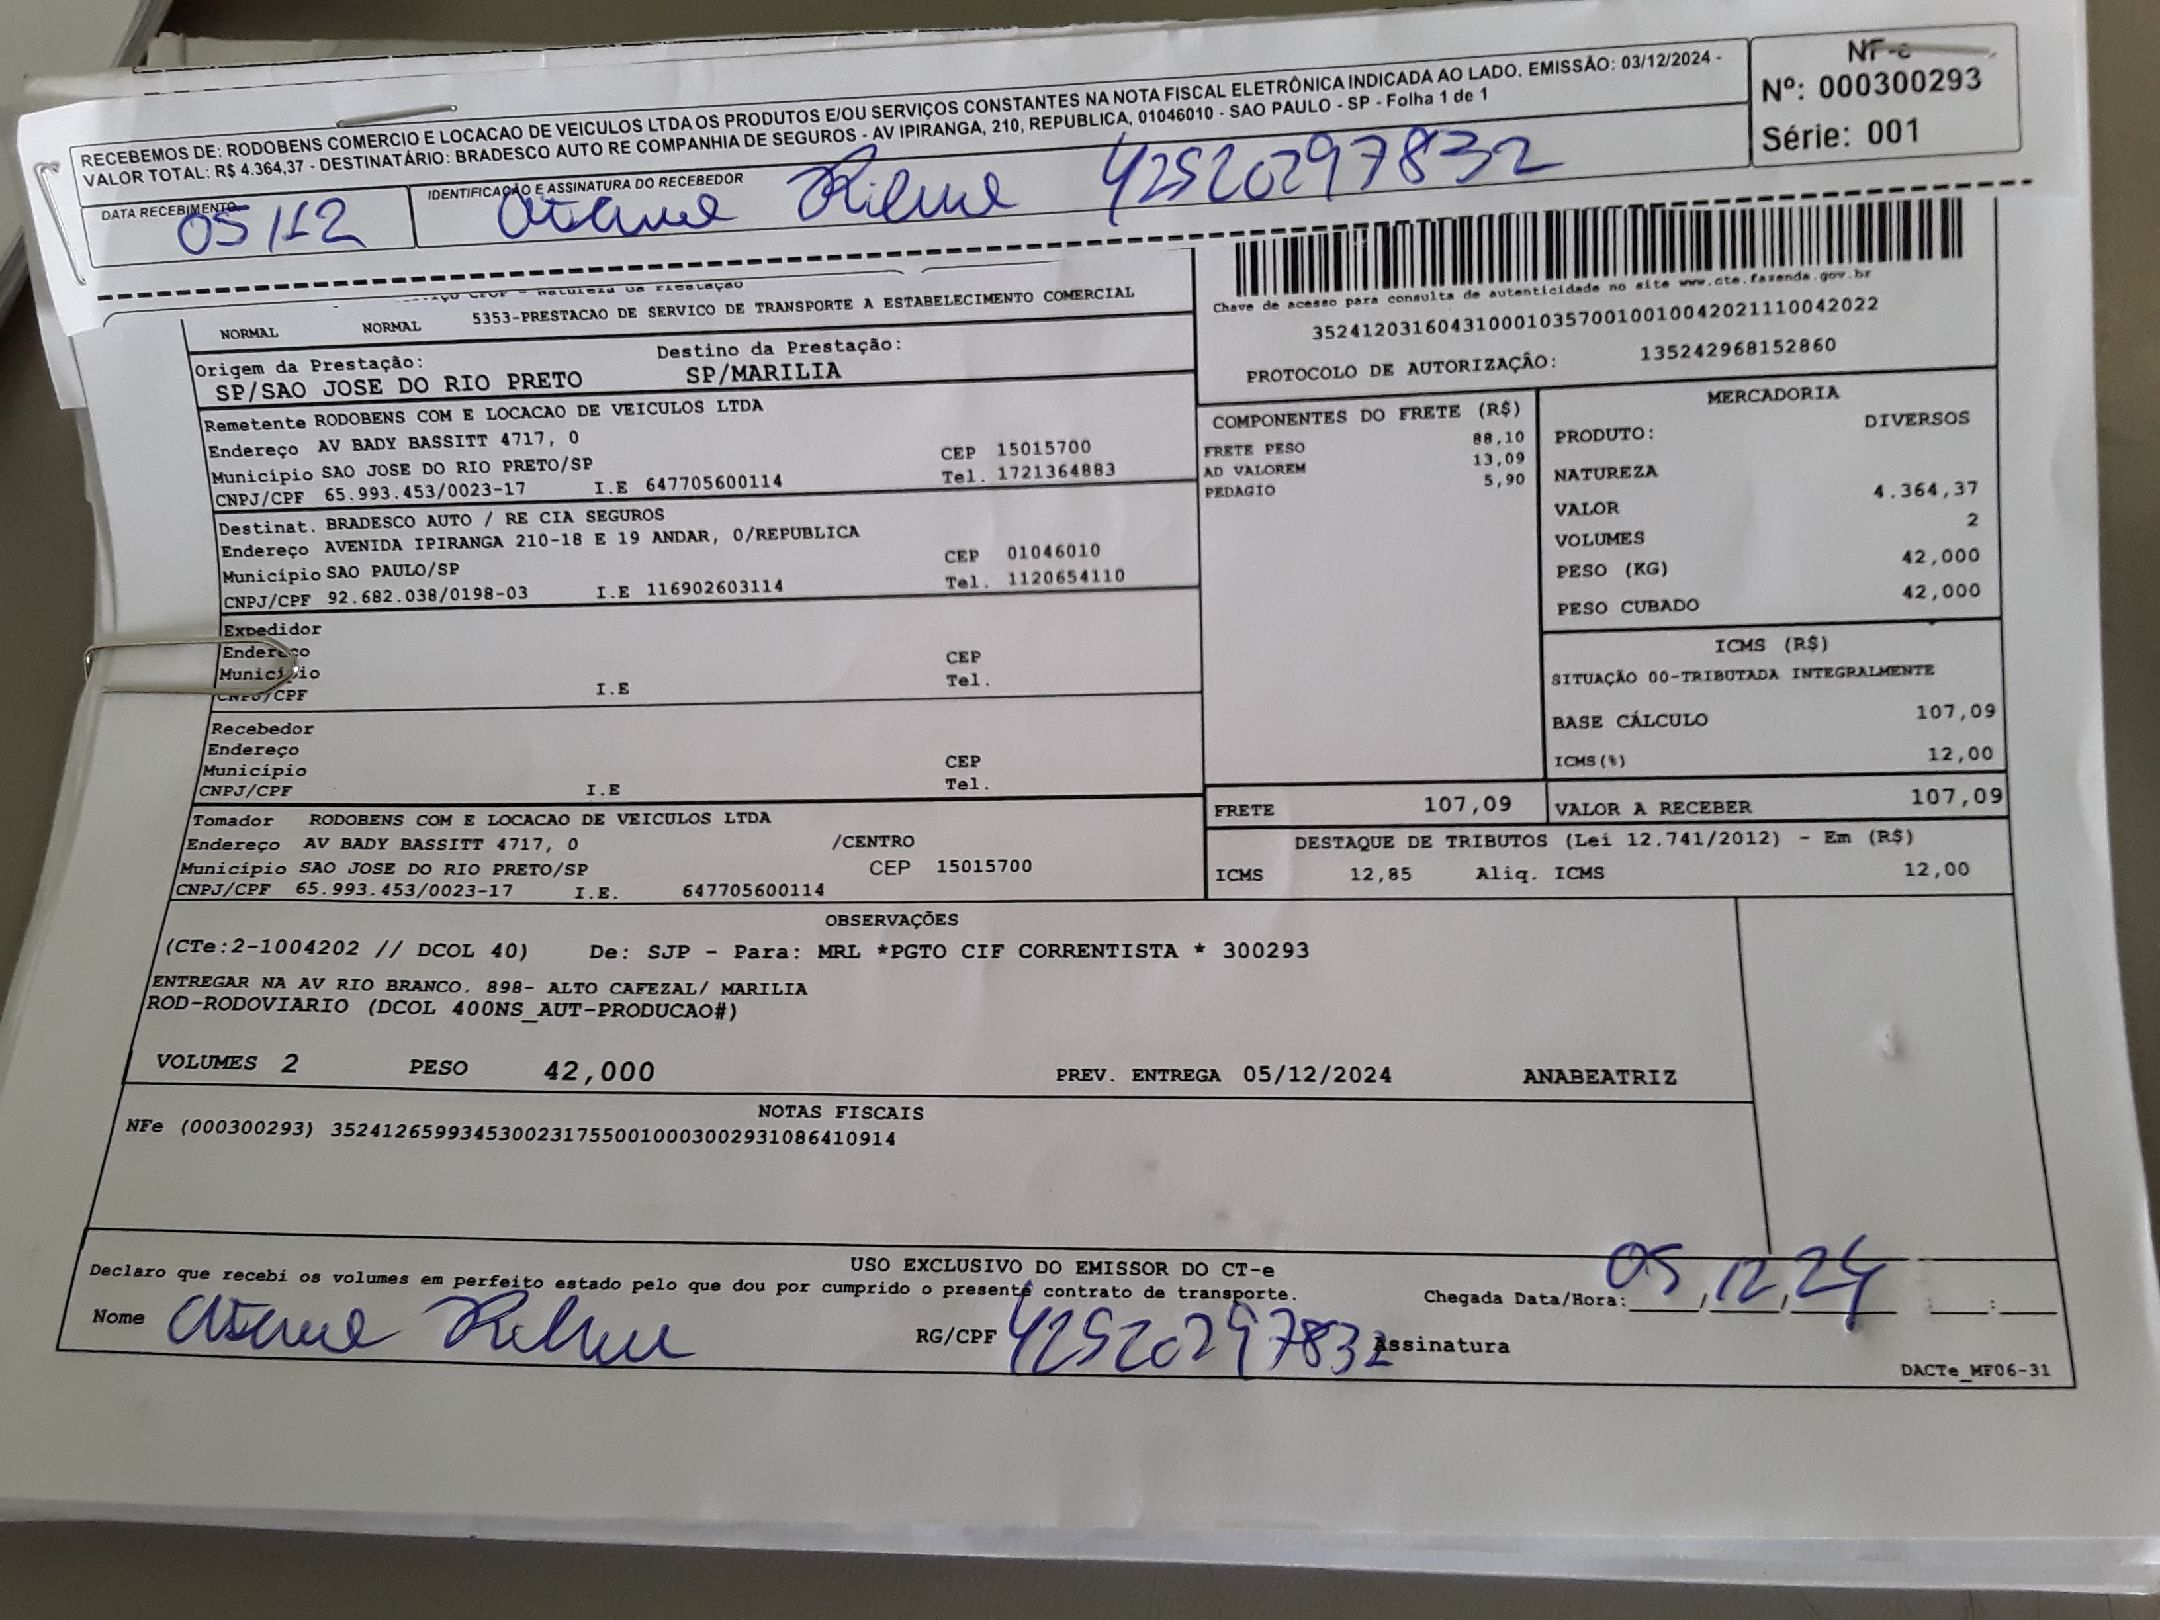 RECEBEMOS DE: RODOBENS COMERCIO E LOCACAO DE VEICULOS LTDA OS PRODUTOS E/OU SERVIÇOS CONSTANTES NA NOTA FISCAL ELETRÔNICA INDICADA AO LADO. EMISSÃO: 03/12/2024 -
VALOR TOTAL: R$ 4.364,37 - DESTINATÁRIO: BRADESCO AUTO RE COMPANHIA DE SEGUROS - AV IPIRANGA, 210, REPUBLICA, 01046010 - SAO PAULO - SP - Folha 1 de 1
NF-e
Nº: 000300293
Série: 001
DATA RECEBIMENTO
05/12
IDENTIFICAÇÃO E ASSINATURA DO RECEBEDOR
42520297832
Natureza da Prestação
NORMAL NORMAL 5353-PRESTACAO DE SERVICO DE TRANSPORTE A ESTABELECIMENTO COMERCIAL
Chave de acesso para consulta de autenticidade no site www.cte.fazenda.gov.br
35241203160431000103570010010042021110042022
PROTOCOLO DE AUTORIZAÇÃO: 135242968152860
Origem da Prestação: Destino da Prestação:
SP/SAO JOSE DO RIO PRETO SP/MARILIA
Remetente RODOBENS COM E LOCACAO DE VEICULOS LTDA
Endereço AV BADY BASSITT 4717, 0 CEP 15015700
Município SAO JOSE DO RIO PRETO/SP Tel. 1721364883
CNPJ/CPF 65.993.453/0023-17 I.E 647705600114
Destinat. BRADESCO AUTO / RE CIA SEGUROS
Endereço AVENIDA IPIRANGA 210-18 E 19 ANDAR, 0/REPUBLICA CEP 01046010
Município SAO PAULO/SP Tel. 1120654110
CNPJ/CPF 92.682.038/0198-03 I.E 116902603114
Expedidor
Endereço CEP
Município Tel.
CNPJ/CPF I.E
Recebedor
Endereço CEP
Município Tel.
CNPJ/CPF I.E
Tomador RODOBENS COM E LOCACAO DE VEICULOS LTDA
Endereço AV BADY BASSITT 4717, 0 /CENTRO
Município SAO JOSE DO RIO PRETO/SP CEP 15015700
CNPJ/CPF 65.993.453/0023-17 I.E. 647705600114
COMPONENTES DO FRETE (R$)
FRETE PESO 88,10
AD VALOREM 13,09
PEDAGIO 5,90
MERCADORIA
PRODUTO: DIVERSOS
NATUREZA
VALOR 4.364,37
VOLUMES 2
PESO (KG) 42,000
PESO CUBADO 42,000
ICMS (R$)
SITUAÇÃO 00-TRIBUTADA INTEGRALMENTE
BASE CÁLCULO 107,09
ICMS(%) 12,00
FRETE 107,09 VALOR A RECEBER 107,09
DESTAQUE DE TRIBUTOS (Lei 12.741/2012) - Em (R$)
ICMS 12,85 Aliq. ICMS 12,00
OBSERVAÇÕES
(CTe:2-1004202 // DCOL 40) De: SJP - Para: MRL *PGTO CIF CORRENTISTA * 300293
ENTREGAR NA AV RIO BRANCO. 898- ALTO CAFEZAL/ MARILIA
ROD-RODOVIARIO (DCOL 400NS_AUT-PRODUCAO#)
VOLUMES 2 PESO 42,000 PREV. ENTREGA 05/12/2024 ANABEATRIZ
NOTAS FISCAIS
NFe (000300293) 35241265993453002317550010003002931086410914
USO EXCLUSIVO DO EMISSOR DO CT-e
Declaro que recebi os volumes em perfeito estado pelo que dou por cumprido o presente contrato de transporte.
Chegada Data/Hora: 05,12,24 :
Nome RG/CPF 42520297832 Assinatura
DACTe_MF06-31